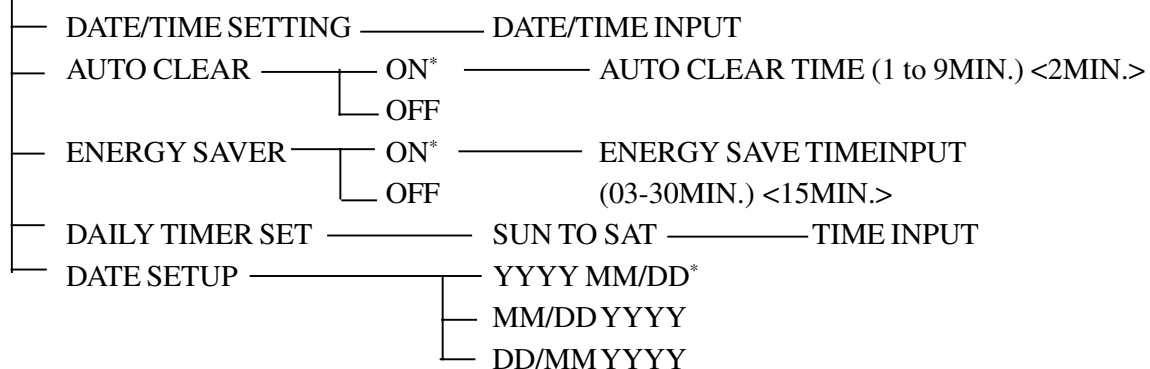 DATE/TIME SETTING DATE/TIME INPUT
AUTO CLEAR ON* AUTO CLEAR TIME (1 to 9MIN.) <2MIN.>
OFF
ENERGY SAVER ON* ENERGY SAVE TIMEINPUT
OFF (03-30MIN.) <15MIN.>
DAILY TIMER SET SUN TO SAT TIME INPUT
DATE SETUP YYYY MM/DD*
MM/DD YYYY
DD/MM YYYY